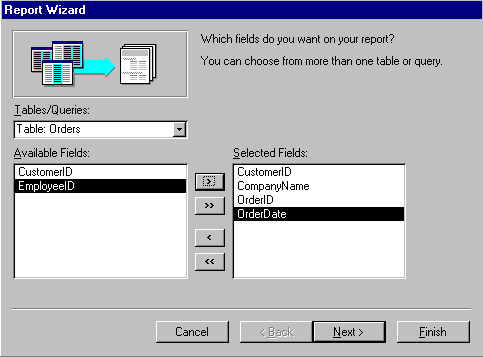 Report Wizard
Which fields do you want on your report?
You can choose from more than one table or query.
Tables/Queries:
Table: Orders
Available Fields:
CustomerID
EmployeeID
>
>>
<
<<
Selected Fields:
CustomerID
CompanyName
OrderID
OrderDate
Cancel
< Back
Next >
Finish